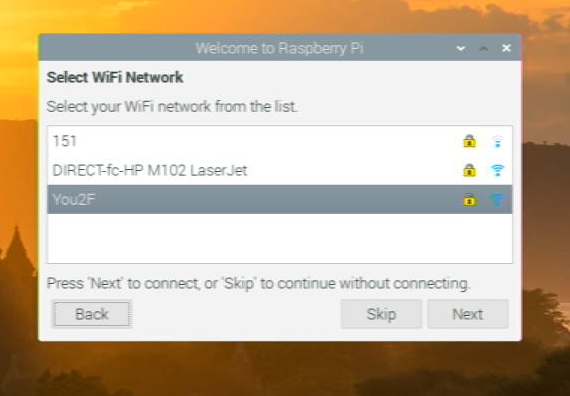 Welcome to Raspberry Pi
Select WiFi Network
Select your WiFi network from the list.
151
DIRECT-fc-HP M102 LaserJet
You2F
Press 'Next' to connect, or 'Skip' to continue without connecting.
Back
Skip
Next